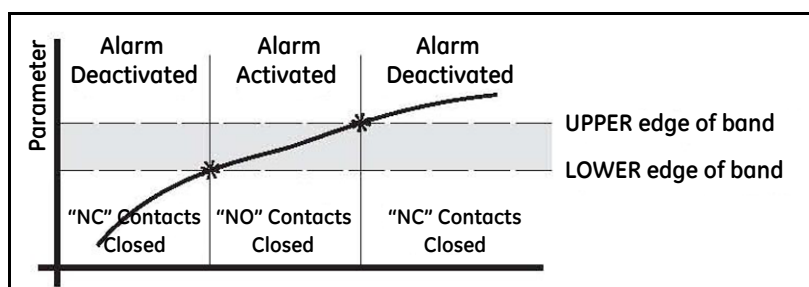 Parameter
Alarm
Deactivated
Alarm
Activated
Alarm
Deactivated
UPPER edge of band
LOWER edge of band
"NC" Contacts
Closed
"NO" Contacts
Closed
"NC" Contacts
Closed